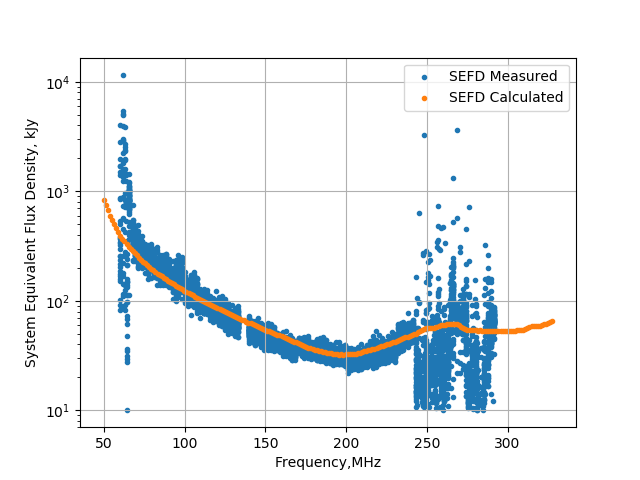 SEFD Measured
SEFD Calculated
10⁴
10³
10²
10¹
System Equivalent Flux Density, kJy
50 100 150 200 250 300
Frequency,MHz